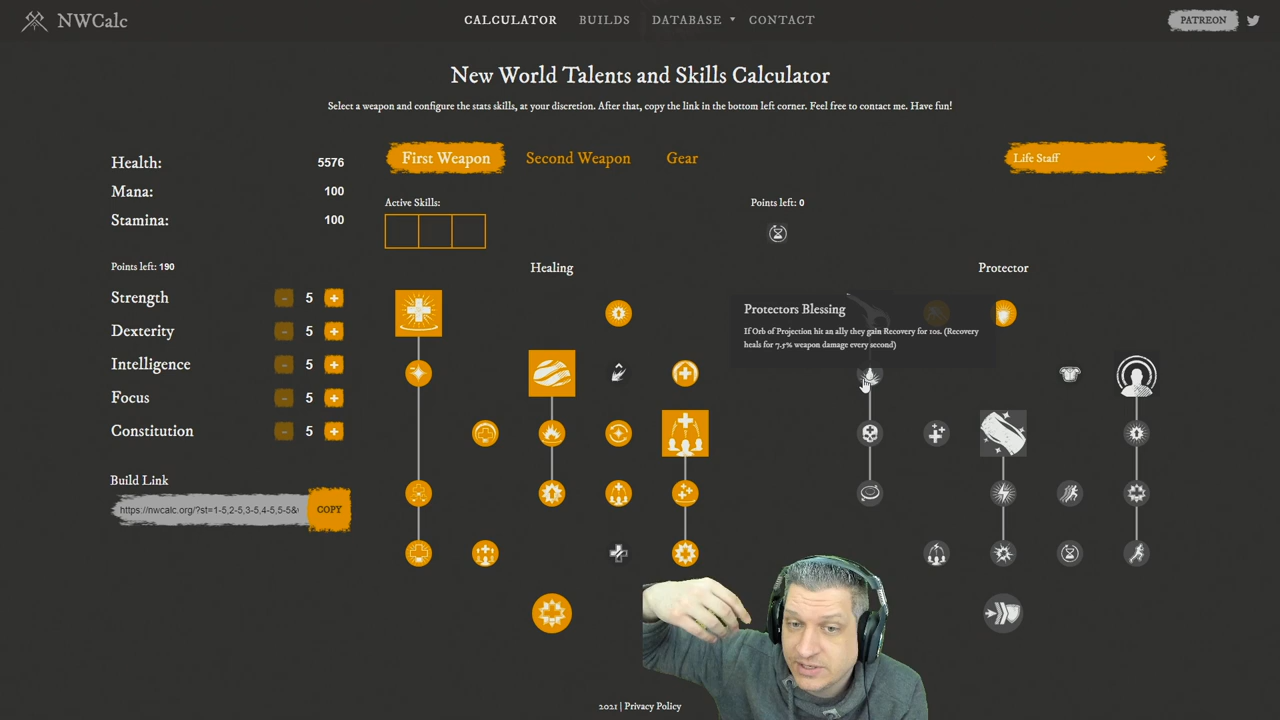 NWCalc
CALCULATOR
BUILDS
DATABASE
CONTACT
PATREON
New World Talents and Skills Calculator
Select a weapon and configure the stats skills, at your discretion. After that, copy the link in the bottom left corner. Feel free to contact me. Have fun!
Health: 5576
Mana: 100
Stamina: 100
First Weapon
Second Weapon
Gear
Life Staff
Active Skills:
Points left: 0
Points left: 190
Strength - 5 +
Dexterity - 5 +
Intelligence - 5 +
Focus - 5 +
Constitution - 5 +
Healing
Protector
Protectors Blessing
If Orb of Projection hit an ally they gain Recovery for 10s. (Recovery
heals for 7.5% weapon damage every second)
Build Link
https://nwcalc.org/?st=1-5,2-5,3-5,4-5,5-5&
COPY
2021 | Privacy Policy